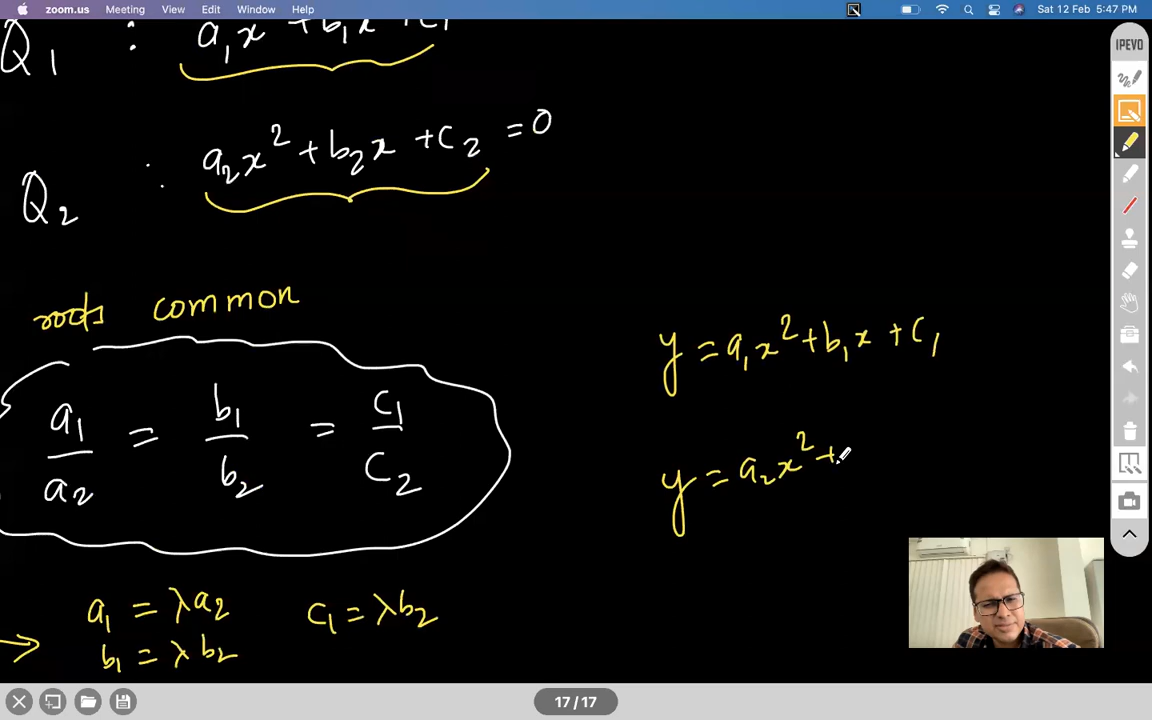 zoom.us Meeting View Edit Window Help Sat 12 Feb 5:47 PM
IPEVO
Q₁ : a₁x + b₁x + c₁
Q₂ : a₂x² + b₂x + c₂ = 0
roots common
a₁/a₂ = b₁/b₂ = c₁/c₂
y = a₁x² + b₁x + c₁
y = a₂x² +
a₁ = λa₂ c₁ = λb₂
b₁ = λb₂
17/17